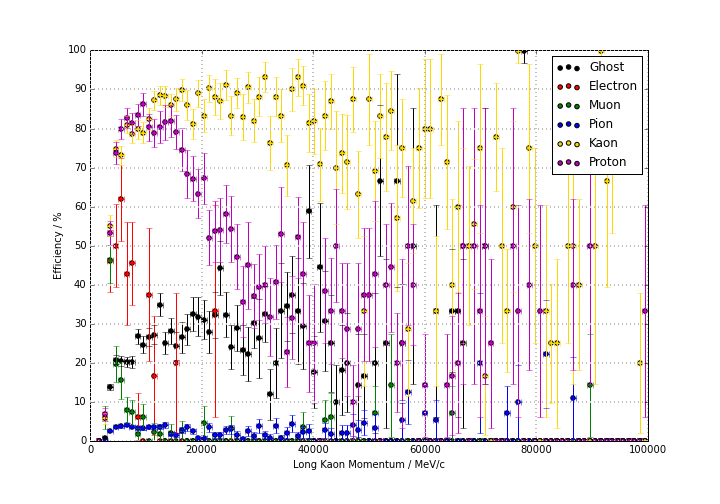 100
90
80
70
60
50
40
30
20
10
0
Efficiency / %
Ghost
Electron
Muon
Pion
Kaon
Proton
0 20000 40000 60000 80000 100000
Long Kaon Momentum / MeV/c